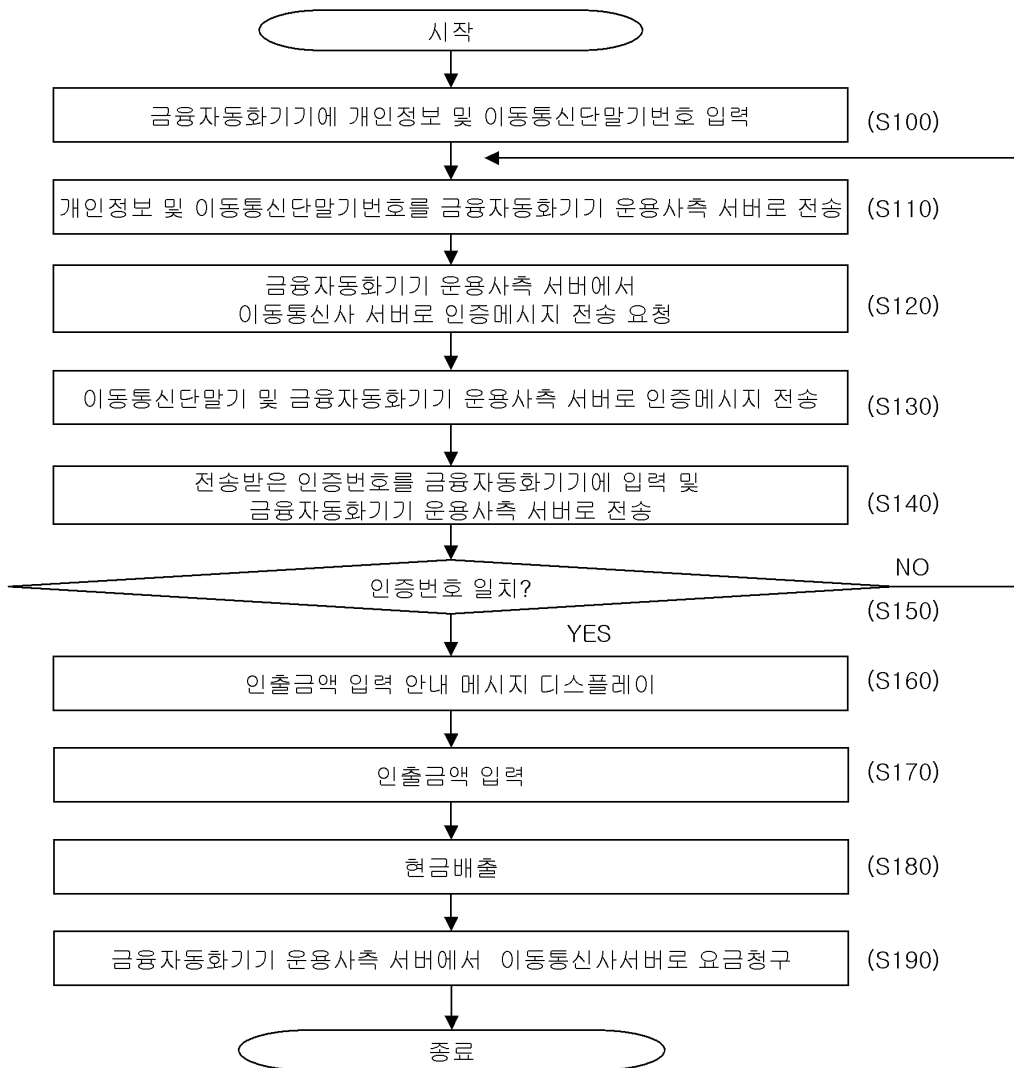 시작
금융자동화기기에 개인정보 및 이동통신단말기번호 입력
(S100)
개인정보 및 이동통신단말기번호를 금융자동화기기 운용사측 서버로 전송
(S110)
금융자동화기기 운용사측 서버에서
이동통신사 서버로 인증메시지 전송 요청
(S120)
이동통신단말기 및 금융자동화기기 운용사측 서버로 인증메시지 전송
(S130)
전송받은 인증번호를 금융자동화기기에 입력 및
금융자동화기기 운용사측 서버로 전송
(S140)
인증번호 일치?
NO
(S150)
YES
인출금액 입력 안내 메시지 디스플레이
(S160)
인출금액 입력
(S170)
현금배출
(S180)
금융자동화기기 운용사측 서버에서 이동통신사서버로 요금청구
(S190)
종료